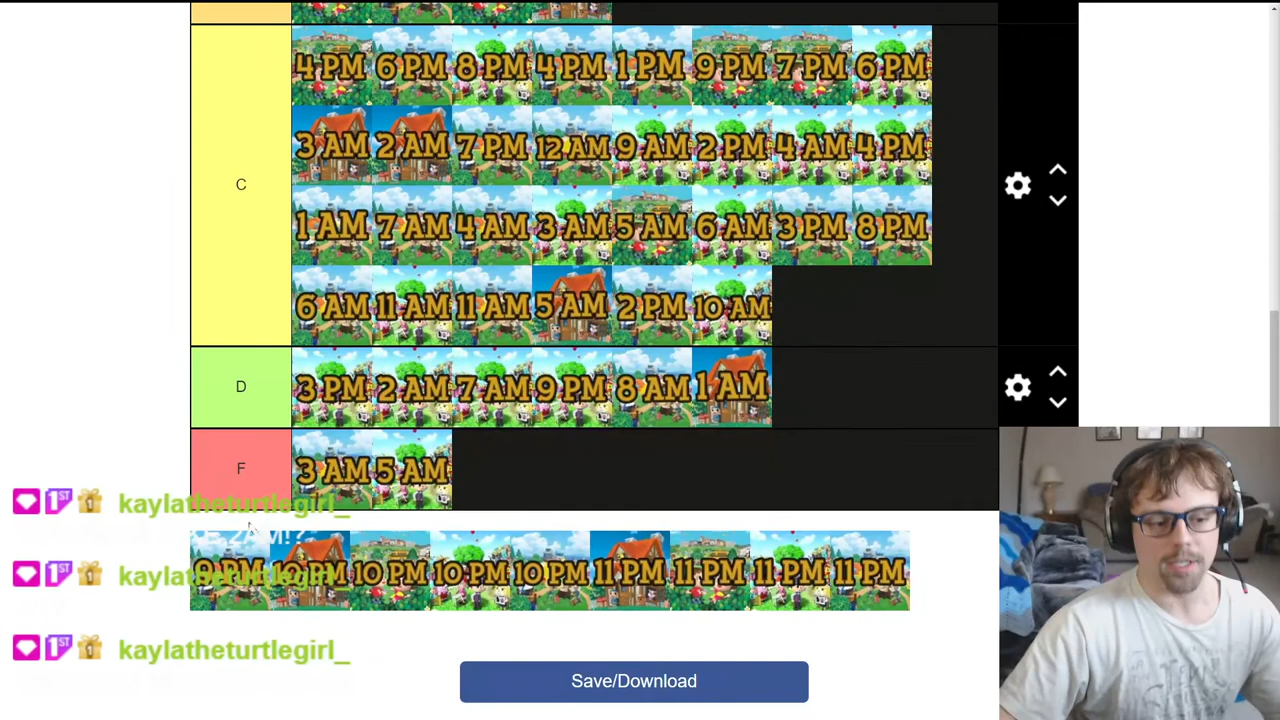 C
4 PM 6 PM 8 PM 4 PM 1 PM 9 PM 7 PM 6 PM
3 AM 2 AM 7 PM 12 AM 9 AM 2 PM 4 AM 4 PM
1 AM 7 AM 4 AM 3 AM 5 AM 6 AM 3 PM 8 PM
6 AM 11 AM 11 AM 5 AM 2 PM 10 AM
D
3 PM 2 AM 7 AM 9 PM 8 AM 1 AM
F
3 AM 5 AM
kaylatheturtlegirl_
2AM!?
9 PM 10 PM 10 PM 10 PM 10 PM 11 PM 11 PM 11 PM 11 PM
kaylatheturtlegirl_
kaylatheturtlegirl_
Save/Download